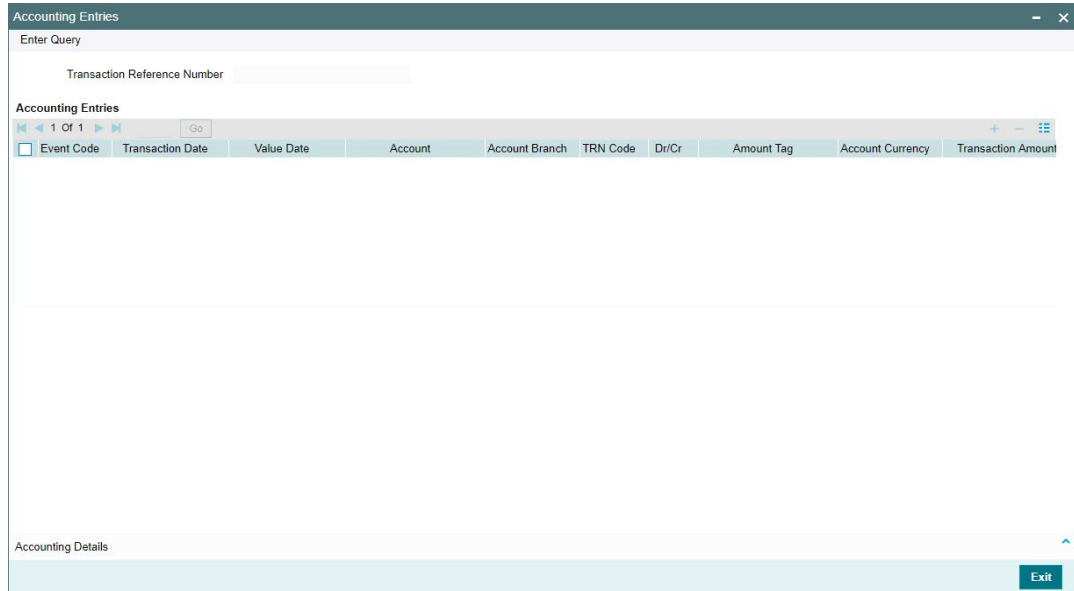 Accounting Entries
Enter Query
Transaction Reference Number
Accounting Entries
1 Of 1 Go
Event Code Transaction Date Value Date Account Account Branch TRN Code Dr/Cr Amount Tag Account Currency Transaction Amount
Accounting Details
Exit